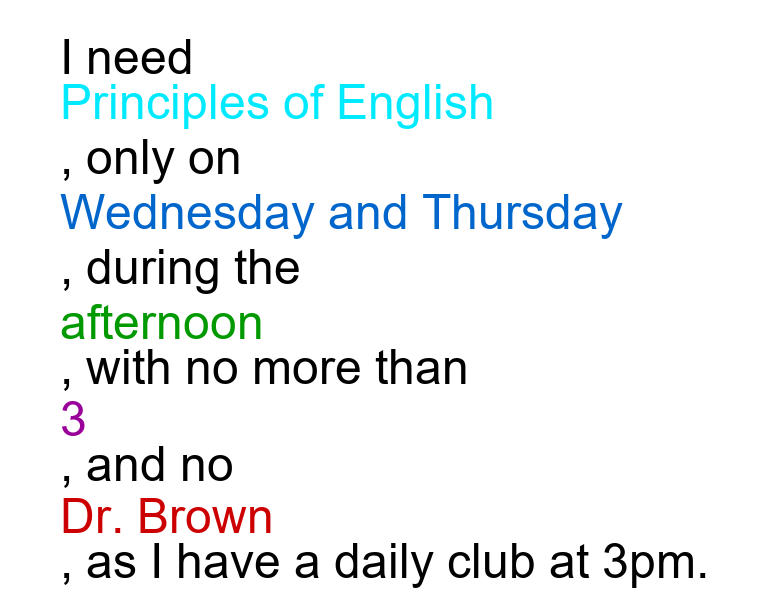 I need
Principles of English
, only on
Wednesday and Thursday
, during the
afternoon
, with no more than
3
, and no
Dr. Brown
, as I have a daily club at 3pm.